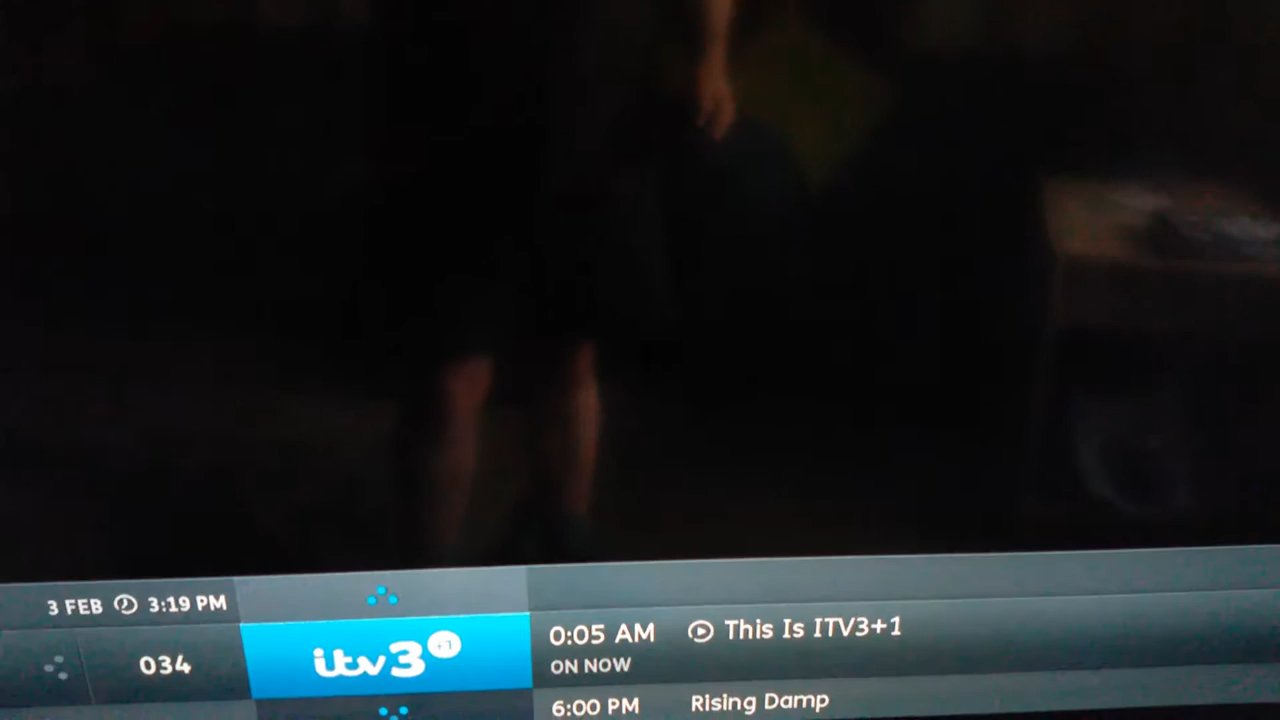 3 FEB 3:19 PM
034
itv3 +1
0:05 AM This Is ITV3+1
ON NOW
6:00 PM Rising Damp